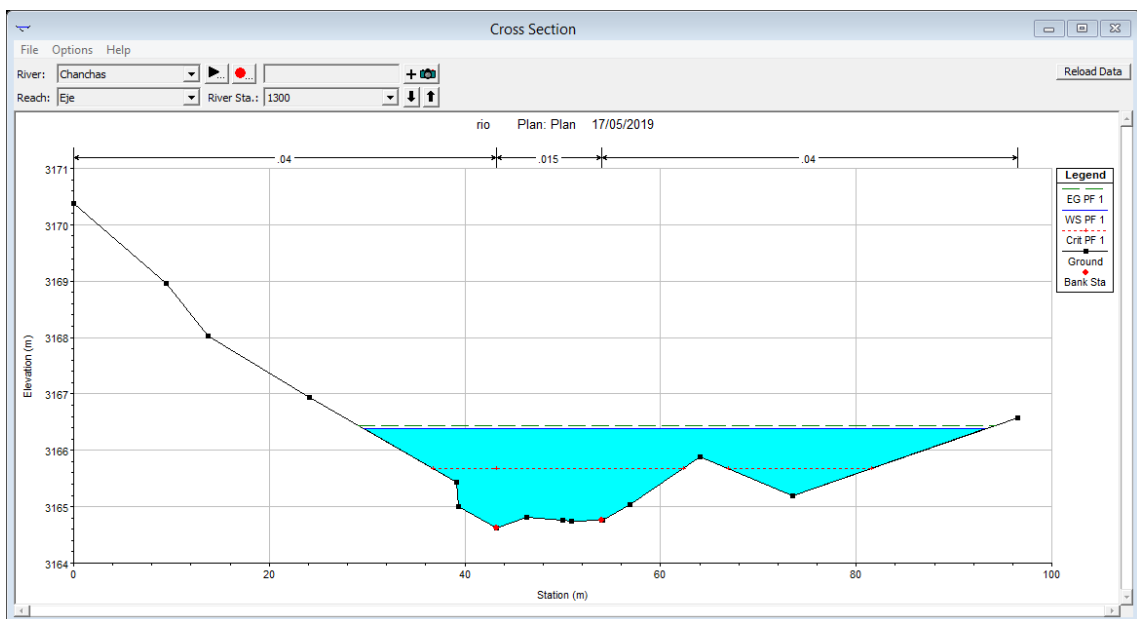 Cross Section
File Options Help
River: Chanchas
Reload Data
Reach: Eje River Sta.: 1300
rio Plan: Plan 17/05/2019
.04 .015 .04
Legend
EG PF 1
WS PF 1
Crit PF 1
Ground
Bank Sta
3171
3170
3169
3168
3167
3166
3165
3164
Elevation (m)
0 20 40 60 80 100
Station (m)